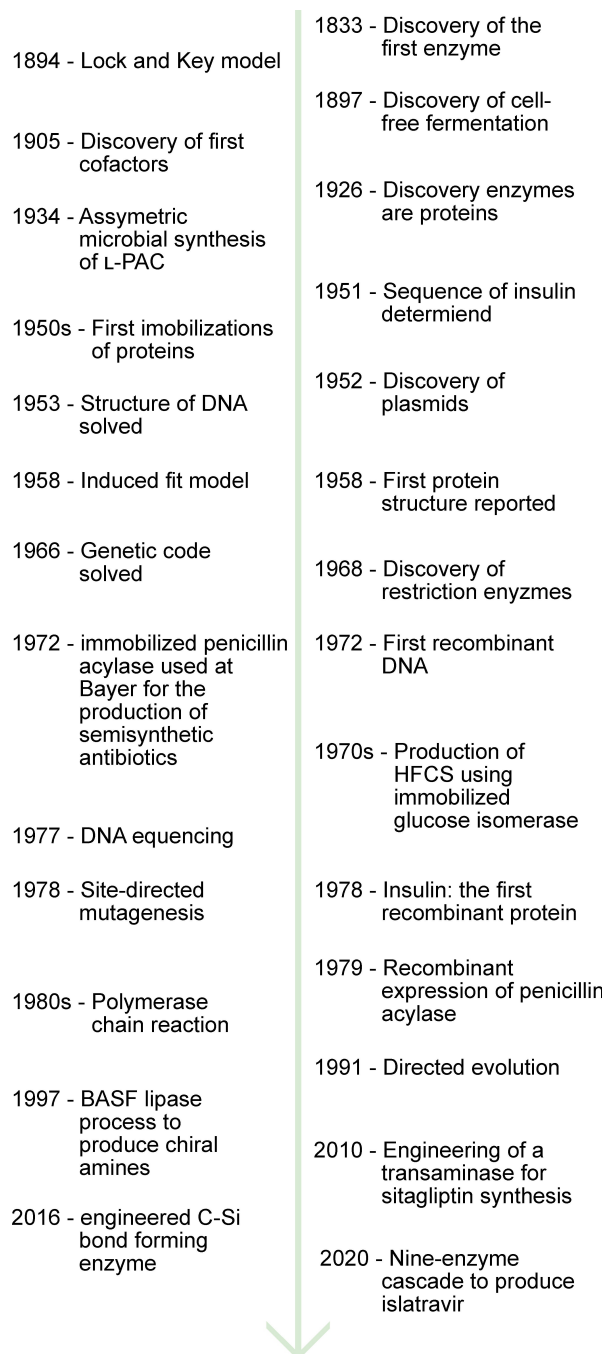 1833 - Discovery of the
first enzyme
1894 - Lock and Key model
1897 - Discovery of cell-
free fermentation
1905 - Discovery of first
cofactors
1926 - Discovery enzymes
are proteins
1934 - Assymetric
microbial synthesis
of ʟ-PAC
1951 - Sequence of insulin
determiend
1950s - First imobilizations
of proteins
1952 - Discovery of
plasmids
1953 - Structure of DNA
solved
1958 - Induced fit model
1958 - First protein
structure reported
1966 - Genetic code
solved
1968 - Discovery of
restriction enyzmes
1972 - immobilized penicillin
acylase used at
Bayer for the
production of
semisynthetic
antibiotics
1972 - First recombinant
DNA
1970s - Production of
HFCS using
immobilized
glucose isomerase
1977 - DNA equencing
1978 - Site-directed
mutagenesis
1978 - Insulin: the first
recombinant protein
1979 - Recombinant
expression of penicillin
acylase
1980s - Polymerase
chain reaction
1991 - Directed evolution
1997 - BASF lipase
process to
produce chiral
amines
2010 - Engineering of a
transaminase for
sitagliptin synthesis
2016 - engineered C-Si
bond forming
enzyme
2020 - Nine-enzyme
cascade to produce
islatravir